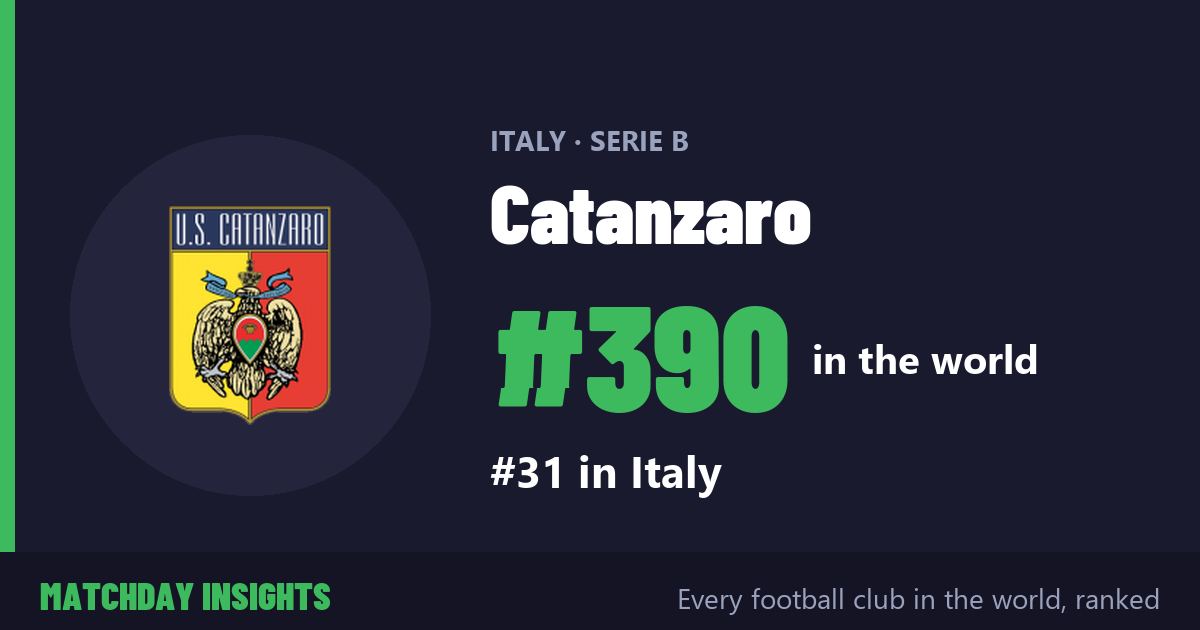 U.S. CATANZARO
ITALY · SERIE B
Catanzaro
#390 in the world
#31 in Italy
MATCHDAY INSIGHTS
Every football club in the world, ranked